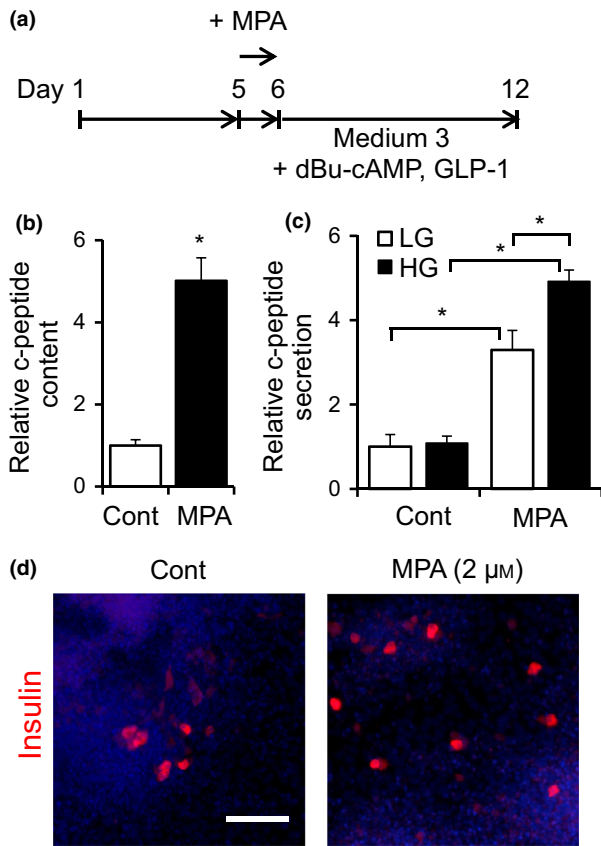 (a)
+ MPA
Day 1 5 6 12
Medium 3
+ dBu-cAMP, GLP-1
(b)
Relative c-peptide
content
6
4
2
0
*
Cont MPA
(c)
Relative c-peptide
secretion
6
4
2
0
LG
HG
*
*
*
Cont MPA
(d)
Cont MPA (2 µM)
Insulin